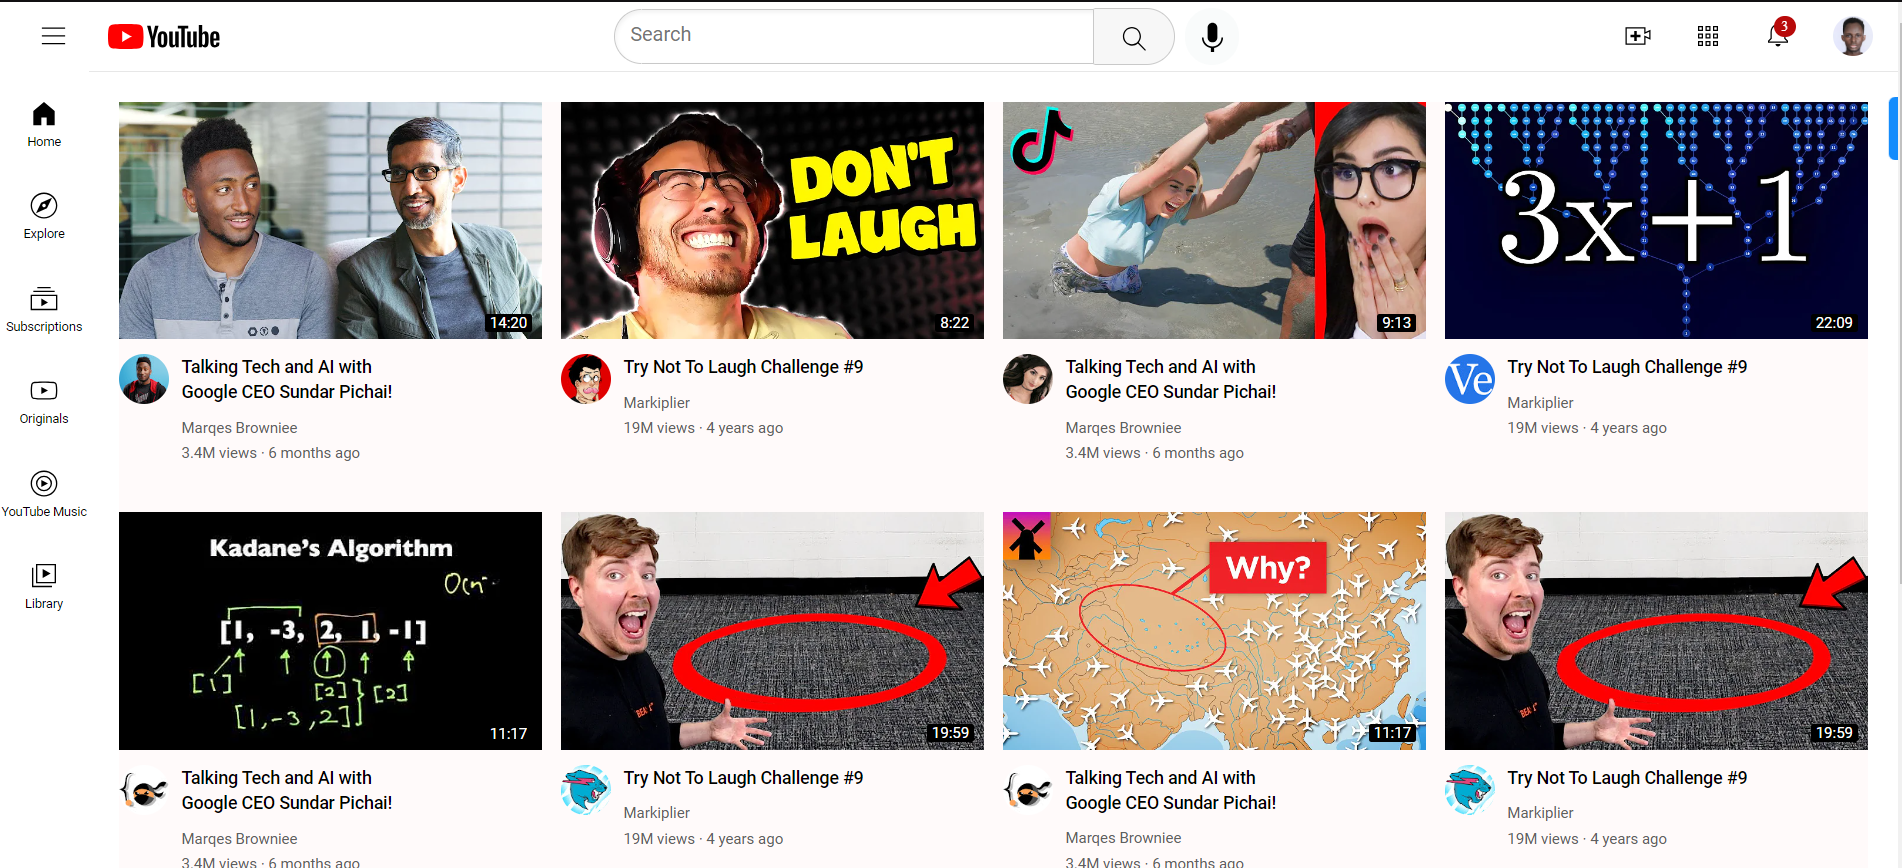 YouTube
Search
3
Home
Explore
Subscriptions
Originals
YouTube Music
Library
14:20
Talking Tech and AI with
Google CEO Sundar Pichai!
Marqes Browniee
3.4M views · 6 months ago
DON'T
LAUGH
8:22
Try Not To Laugh Challenge #9
Markiplier
19M views · 4 years ago
9:13
Talking Tech and AI with
Google CEO Sundar Pichai!
Marqes Browniee
3.4M views · 6 months ago
3x+1
22:09
Ve
Try Not To Laugh Challenge #9
Markiplier
19M views · 4 years ago
Kadane's Algorithm
[1, -3, 2, 1, -1]
[1]
[2] } [2]
[1, -3, 2]
11:17
Talking Tech and AI with
Google CEO Sundar Pichai!
Marqes Browniee
3.4M views · 6 months ago
19:59
Try Not To Laugh Challenge #9
Markiplier
19M views · 4 years ago
Why?
11:17
Talking Tech and AI with
Google CEO Sundar Pichai!
Marqes Browniee
3.4M views · 6 months ago
19:59
Try Not To Laugh Challenge #9
Markiplier
19M views · 4 years ago